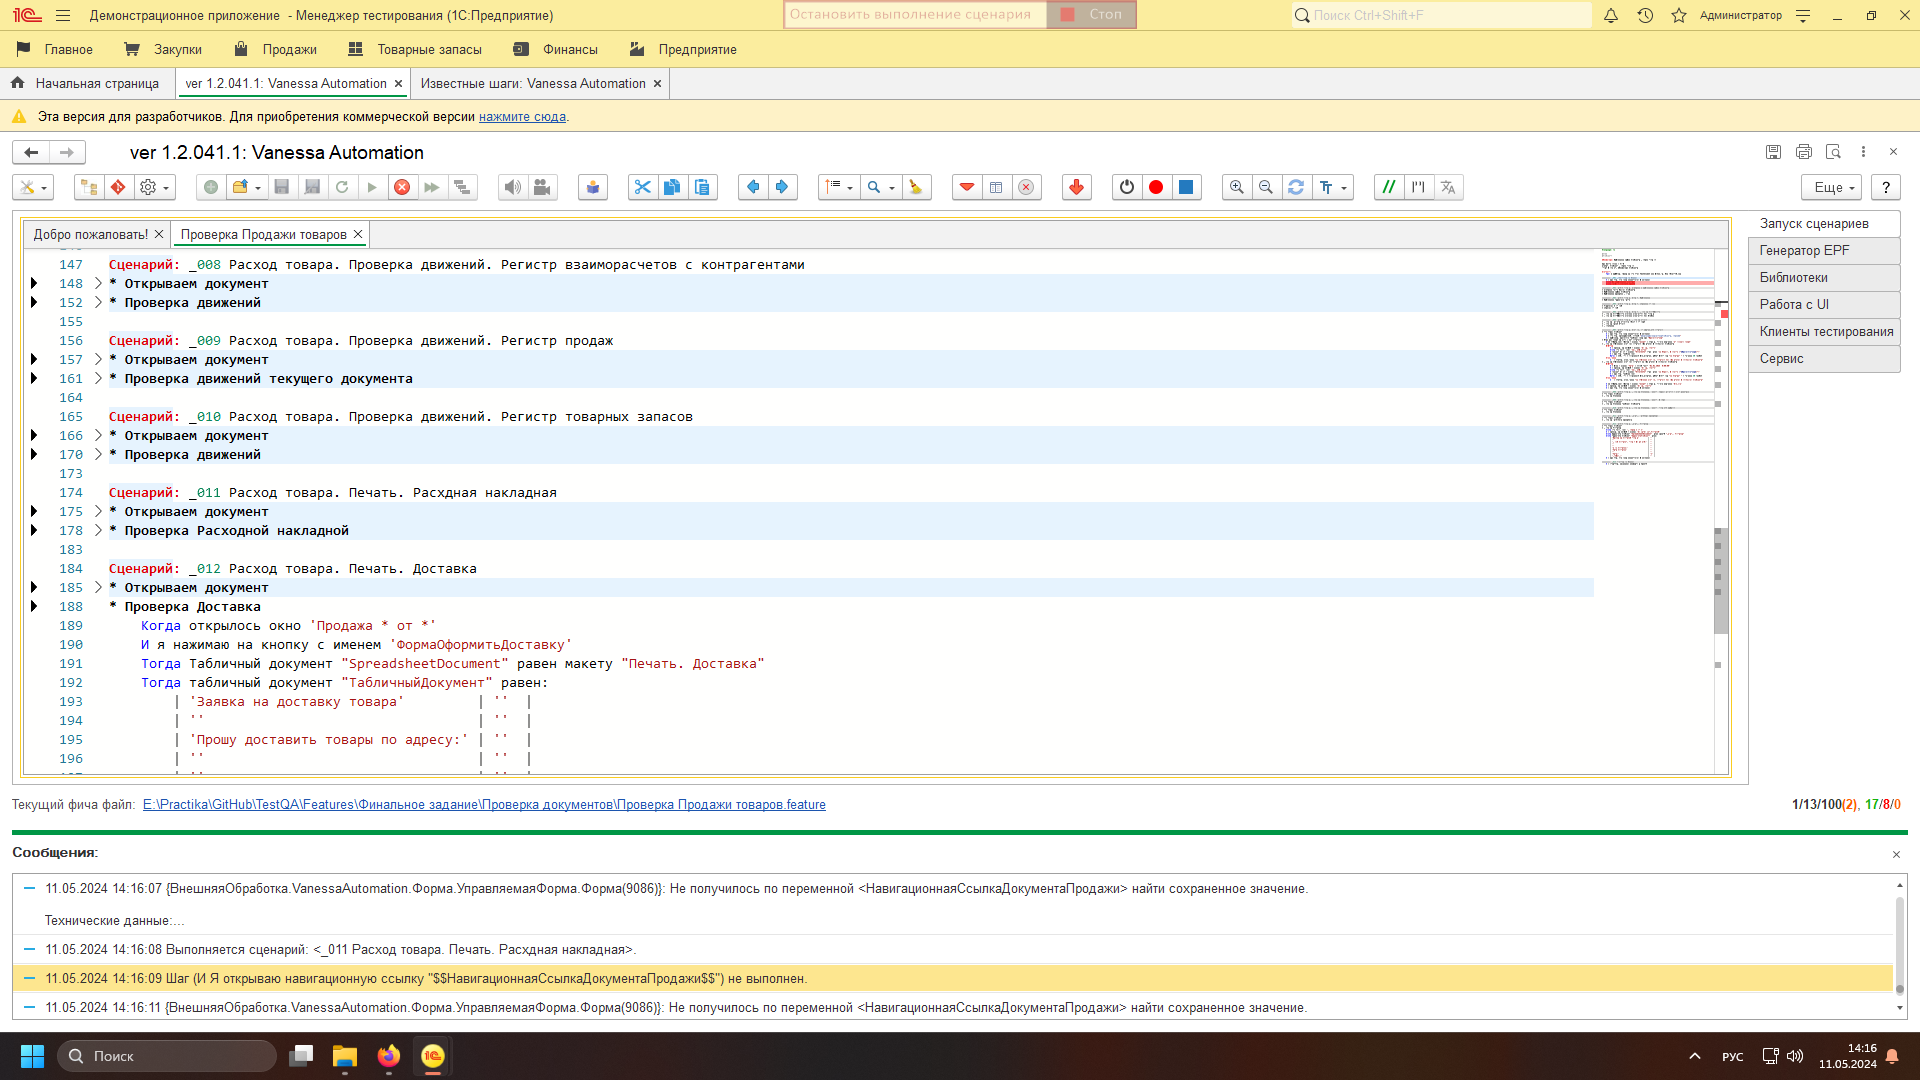 Демонстрационное приложение - Менеджер тестирования (1С:Предприятие)
Остановить выполнение сценария Стоп
Поиск Ctrl+Shift+F
Администратор
Главное Закупки Продажи Товарные запасы Финансы Предприятие
Начальная страница ver 1.2.041.1: Vanessa Automation × Известные шаги: Vanessa Automation ×
Эта версия для разработчиков. Для приобретения коммерческой версии нажмите сюда.
ver 1.2.041.1: Vanessa Automation
Еще ?
Добро пожаловать! Проверка Продажи товаров
Запуск сценариев
Генератор EPF
Библиотеки
Работа с UI
Клиенты тестирования
Сервис
147 Сценарий: _008 Расход товара. Проверка движений. Регистр взаиморасчетов с контрагентами
148 * Открываем документ
152 * Проверка движений
155
156 Сценарий: _009 Расход товара. Проверка движений. Регистр продаж
157 * Открываем документ
161 * Проверка движений текущего документа
164
165 Сценарий: _010 Расход товара. Проверка движений. Регистр товарных запасов
166 * Открываем документ
170 * Проверка движений
173
174 Сценарий: _011 Расход товара. Печать. Расхдная накладная
175 * Открываем документ
178 * Проверка Расходной накладной
183
184 Сценарий: _012 Расход товара. Печать. Доставка
185 * Открываем документ
188 * Проверка Доставка
189 Когда открылось окно 'Продажа * от *'
190 И я нажимаю на кнопку с именем 'ФормаОформитьДоставку'
191 Тогда Табличный документ "SpreadsheetDocument" равен макету "Печать. Доставка"
192 Тогда табличный документ "ТабличныйДокумент" равен:
193 | 'Заявка на доставку товара' | '' |
194 | '' | '' |
195 | 'Прошу доставить товары по адресу:' | '' |
196 | '' | '' |
Текущий фича файл: E:\Practika\GitHub\TestQA\Features\Финальное задание\Проверка документов\Проверка Продажи товаров.feature
1/13/100(2), 17/8/0
Сообщения:
11.05.2024 14:16:07 {ВнешняяОбработка.VanessaAutomation.Форма.УправляемаяФорма.Форма(9086)}: Не получилось по переменной <НавигационнаяСсылкаДокументаПродажи> найти сохраненное значение.
Технические данные:...
11.05.2024 14:16:08 Выполняется сценарий: <_011 Расход товара. Печать. Расхдная накладная>.
11.05.2024 14:16:09 Шаг (И Я открываю навигационную ссылку "$$НавигационнаяСсылкаДокументаПродажи$$") не выполнен.
11.05.2024 14:16:11 {ВнешняяОбработка.VanessaAutomation.Форма.УправляемаяФорма.Форма(9086)}: Не получилось по переменной <НавигационнаяСсылкаДокументаПродажи> найти сохраненное значение.
Поиск
РУС
14:16
11.05.2024